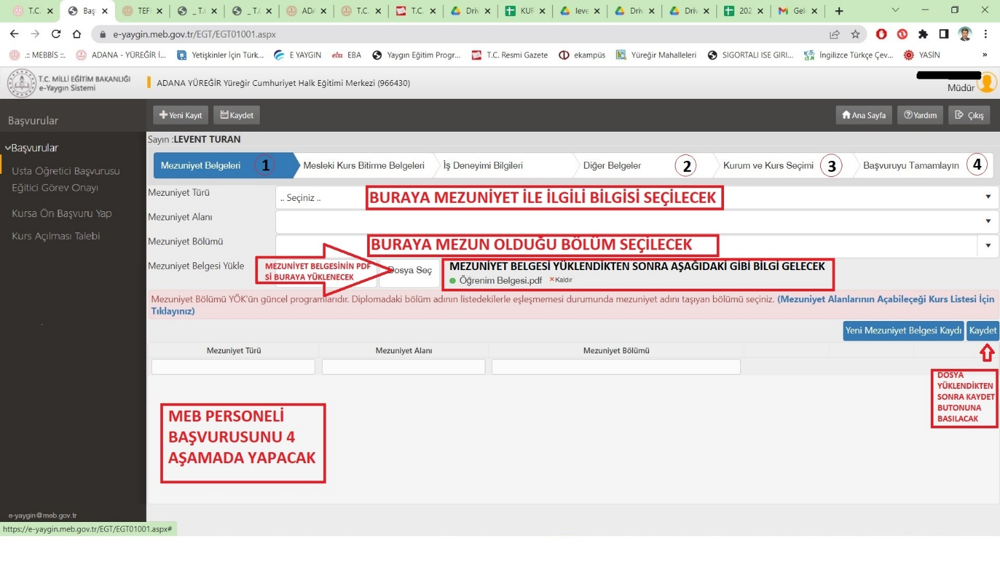 T.C.
Baş
TEF
_ T.
_ T.C
AD
T.C.
T.C.
Driv
KUR
leve
Driv
Driv
202
Gel
e-yaygin.meb.gov.tr/EGT/EGT01001.aspx
.:: MEBBİS ::.
ADANA - YÜREĞİR İ...
Yetişkinler İçin Türk...
E YAYGIN
eba EBA
Yaygın Eğitim Progr...
T.C. Resmi Gazete
ekampüs
Yüreğir Mahalleleri
SIGORTALI ISE GIRI...
İngilizce Türkçe Çev...
YASİN
»
T.C. MİLLİ EĞİTİM BAKANLIĞI
e-Yaygın Sistemi
ADANA YÜREĞİR Yüreğir Cumhuriyet Halk Eğitimi Merkezi (966430)
Müdür
Başvurular
Yeni Kayıt
Kaydet
Ana Sayfa
Yardım
Çıkış
Sayın :LEVENT TURAN
Başvurular
Usta Öğretici Başvurusu
Eğitici Görev Onayı
Kursa Ön Başvuru Yap
Kurs Açılması Talebi
Mezuniyet Belgeleri 1
Mesleki Kurs Bitirme Belgeleri
İş Deneyimi Bilgileri
Diğer Belgeler 2
Kurum ve Kurs Seçimi 3
Başvuruyu Tamamlayın 4
Mezuniyet Türü
.. Seçiniz ..
BURAYA MEZUNİYET İLE İLGİLİ BİLGİSİ SEÇİLECEK
Mezuniyet Alanı
Mezuniyet Bölümü
BURAYA MEZUN OLDUĞU BÖLÜM SEÇİLECEK
Mezuniyet Belgesi Yükle
MEZUNİYET BELGESİNİN PDF
Sİ BURAYA YÜKLENECEK
Dosya Seç
MEZUNİYET BELGESİ YÜKLENDİKTEN SONRA AŞAĞIDAKİ GİBİ BİLGİ GELECEK
Öğrenim Belgesi.pdf
Kaldır
Mezuniyet Bölümü YÖK'ün güncel programlarıdır. Diplomadaki bölüm adının listedekilerle eşleşmemesi durumunda mezuniyet adını taşıyan bölümü seçiniz. (Mezuniyet Alanlarının Açabileçeği Kurs Listesi İçin
Tıklayınız)
Yeni Mezuniyet Belgesi Kaydı
Kaydet
Mezuniyet Türü
Mezuniyet Alanı
Mezuniyet Bölümü
DOSYA
YÜKLENDİKTEN
SONRA KAYDET
BUTONUNA
BASILACAK
MEB PERSONELİ
BAŞVURUSUNU 4
AŞAMADA YAPACAK
e-yaygin@meb.gov.tr
https://e-yaygin.meb.gov.tr/EGT/EGT01001.aspx#